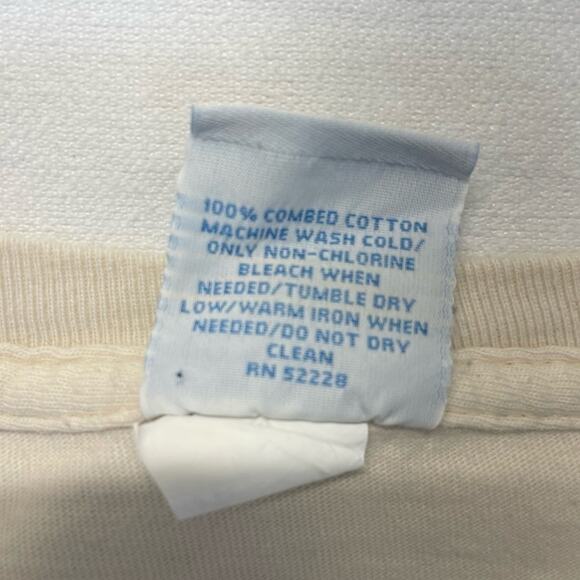 100% COMBED COTTON
MACHINE WASH COLD/
ONLY NON-CHLORINE
BLEACH WHEN
NEEDED/TUMBLE DRY
LOW/WARM IRON WHEN
NEEDED/DO NOT DRY
CLEAN
RN 52228